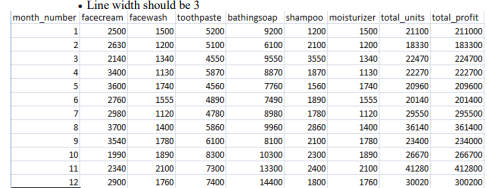 • Line width should be 3
month_number facecream facewash toothpaste bathingsoap shampoo moisturizer total_units total_profit
1 2500 1500 5200 9200 1200 1500 21100 211000
2 2630 1200 5100 6100 2100 1200 18330 183300
3 2140 1340 4550 9550 3550 1340 22470 224700
4 3400 1130 5870 8870 1870 1130 22270 222700
5 3600 1740 4560 7760 1560 1740 20960 209600
6 2760 1555 4890 7490 1890 1555 20140 201400
7 2980 1120 4780 8980 1780 1120 29550 295500
8 3700 1400 5860 9960 2860 1400 36140 361400
9 3540 1780 6100 8100 2100 1780 23400 234000
10 1990 1890 8300 10300 2300 1890 26670 266700
11 2340 2100 7300 13300 2400 2100 41280 412800
12 2900 1760 7400 14400 1800 1760 30020 300200